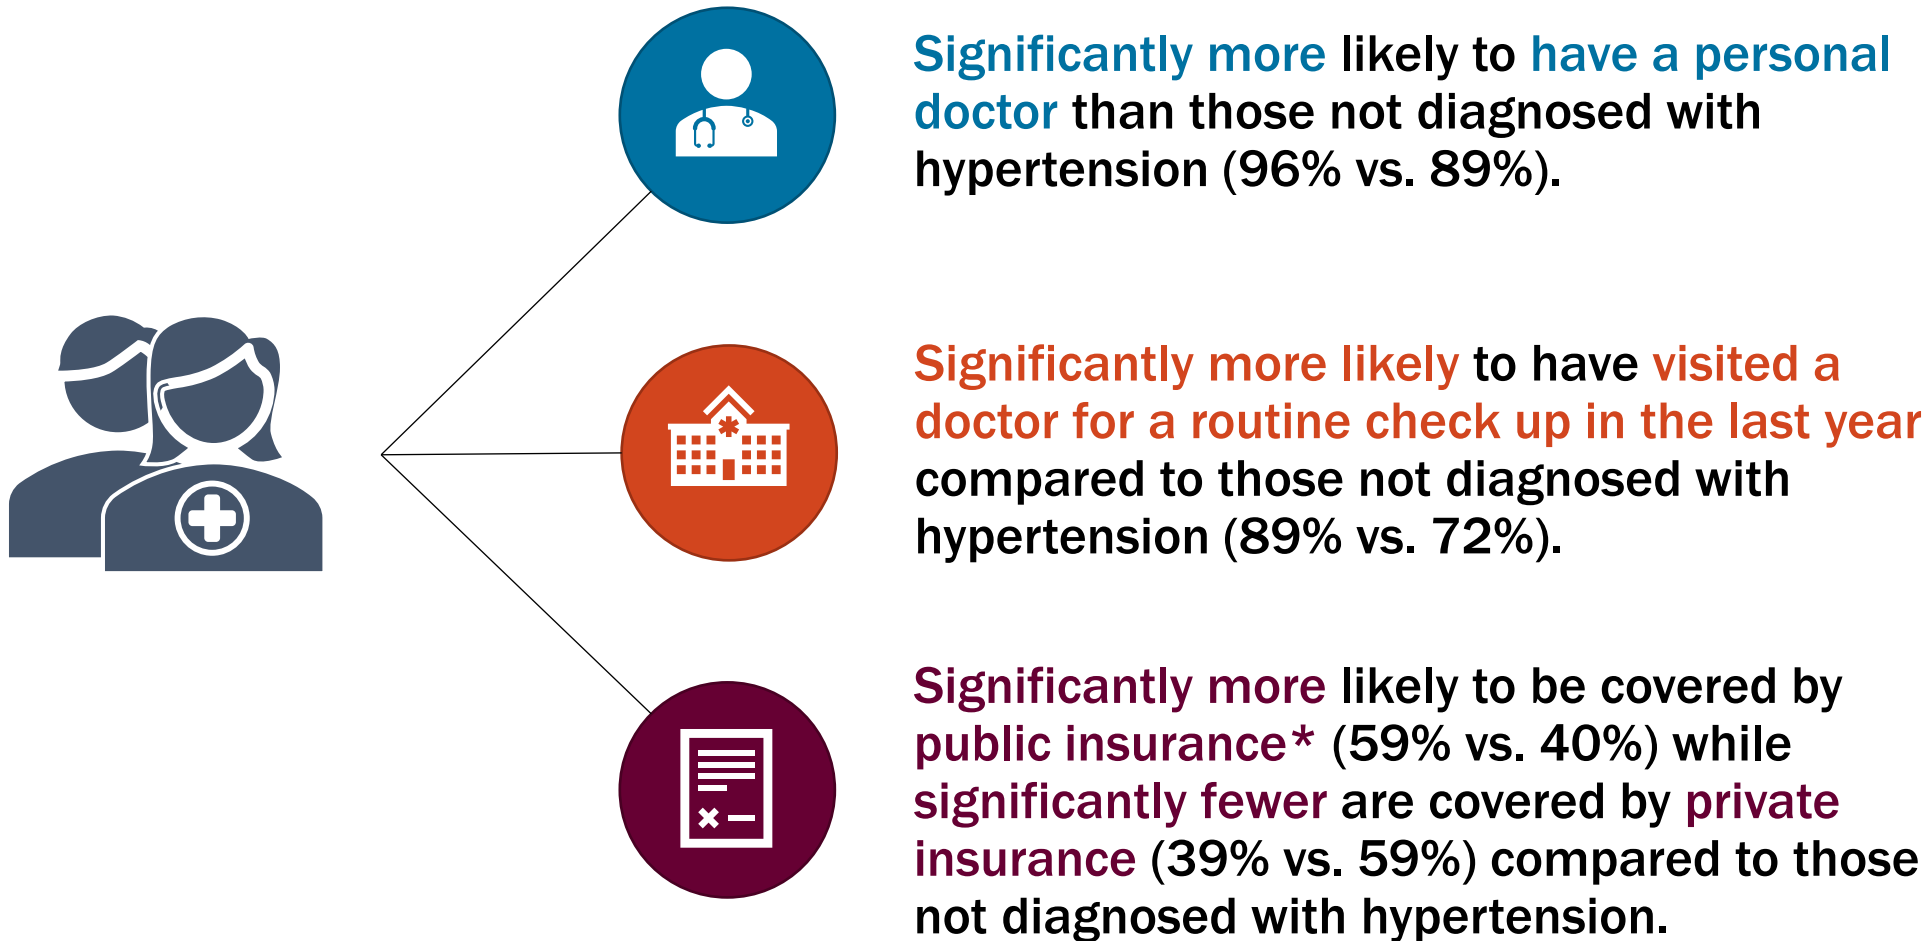 Significantly more likely to have a personal
doctor than those not diagnosed with
hypertension (96% vs. 89%).
Significantly more likely to have visited a
doctor for a routine check up in the last year
compared to those not diagnosed with
hypertension (89% vs. 72%).
Significantly more likely to be covered by
public insurance* (59% vs. 40%) while
significantly fewer are covered by private
insurance (39% vs. 59%) compared to those
not diagnosed with hypertension.